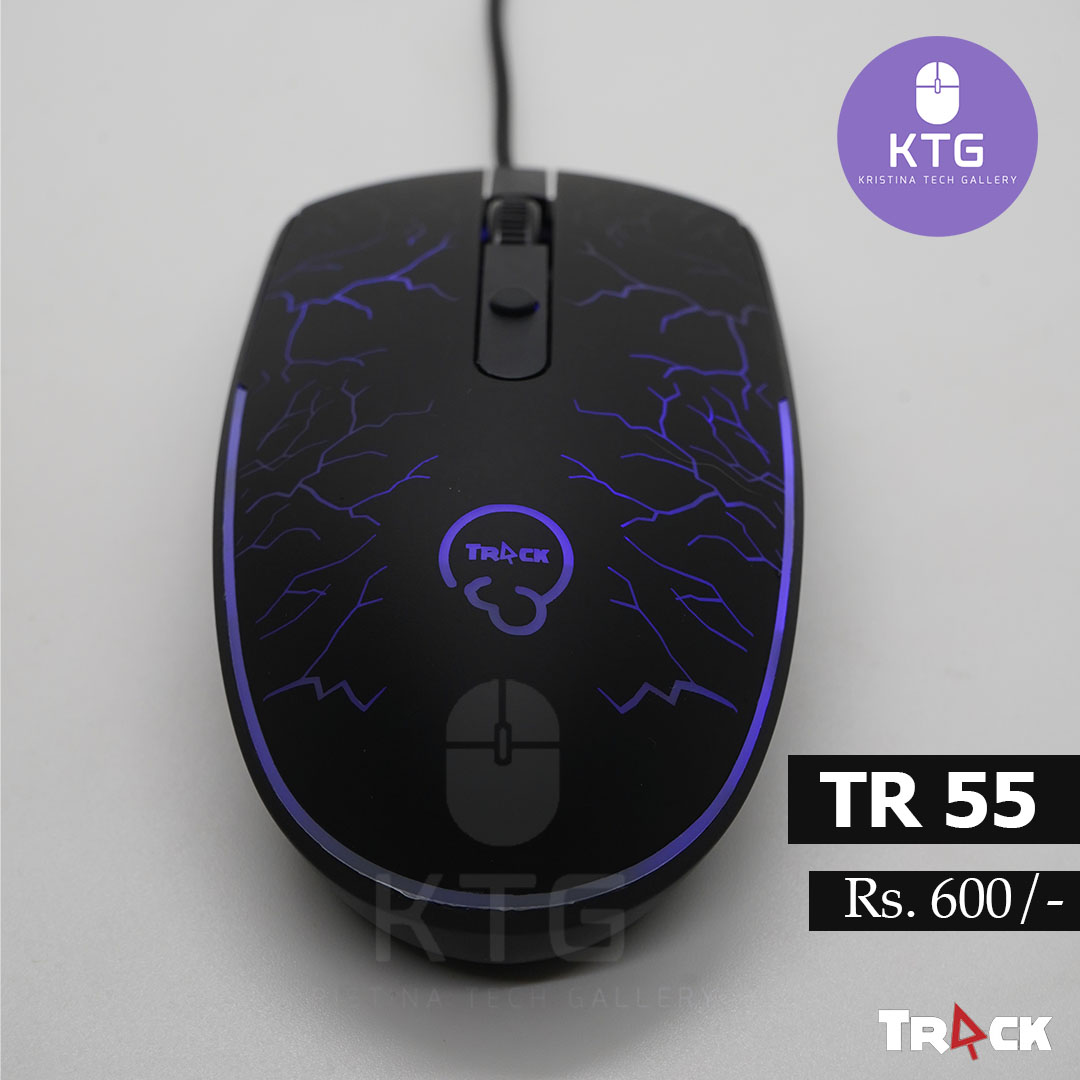 KTG
KRISTINA TECH GALLERY
TRACK
KTG
KRISTINA TECH GALLERY
TR 55
Rs. 600/-
TRACK